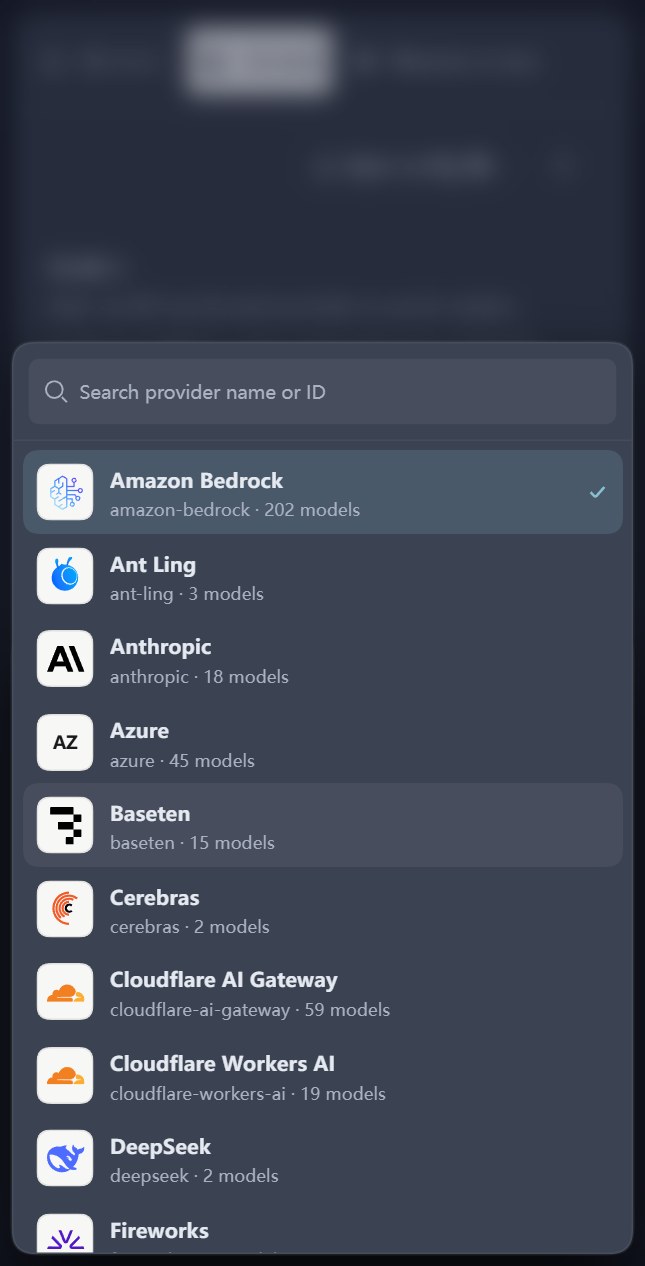 Search provider name or ID
Amazon Bedrock
amazon-bedrock · 202 models
Ant Ling
ant-ling · 3 models
Anthropic
anthropic · 18 models
AZ
Azure
azure · 45 models
Baseten
baseten · 15 models
Cerebras
cerebras · 2 models
Cloudflare AI Gateway
cloudflare-ai-gateway · 59 models
Cloudflare Workers AI
cloudflare-workers-ai · 19 models
DeepSeek
deepseek · 2 models
Fireworks